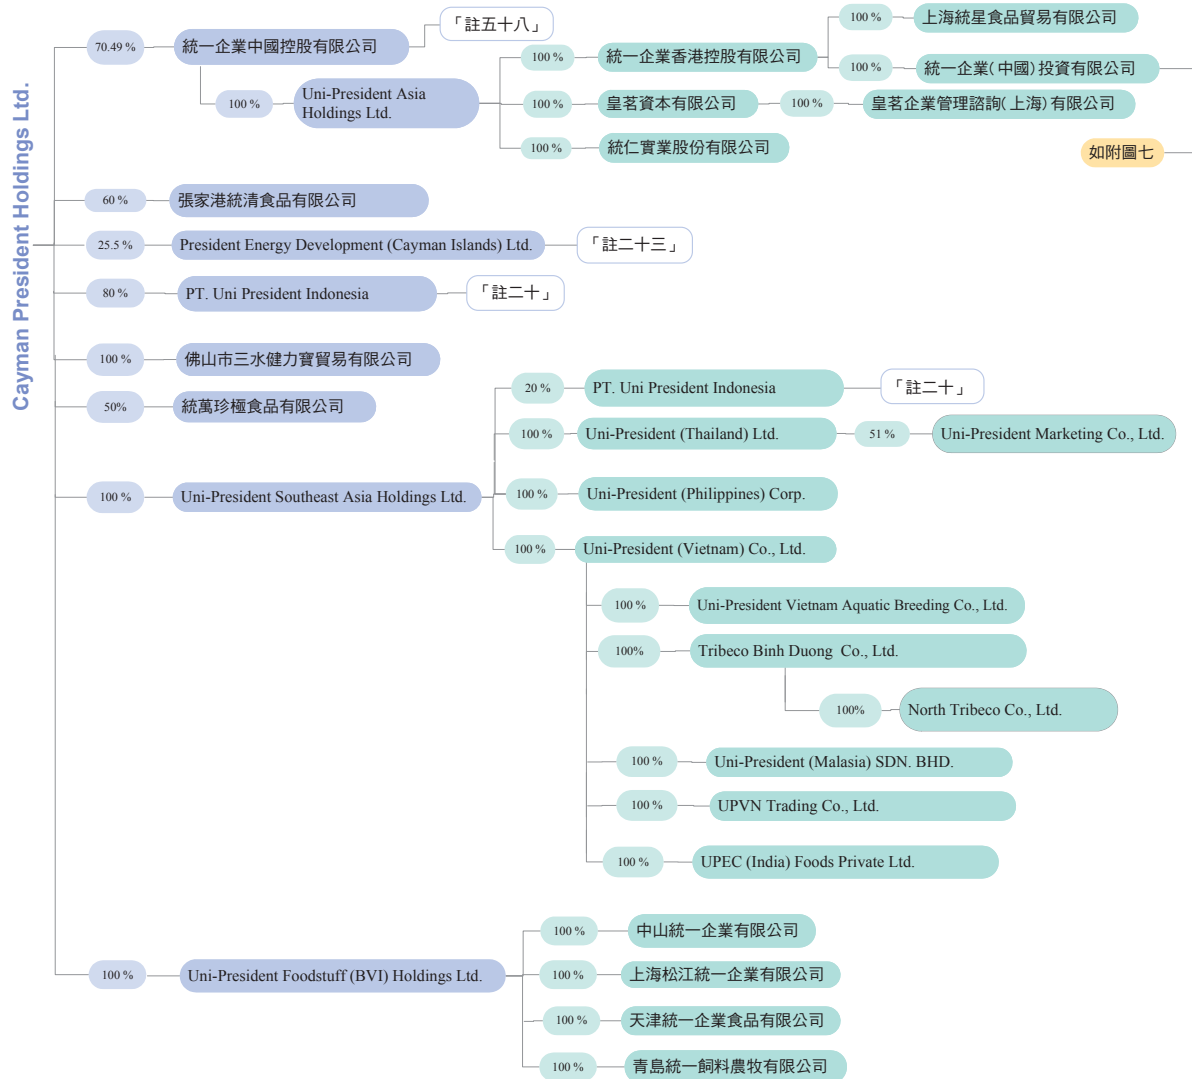 Cayman President Holdings Ltd.
70.49 %
統一企業中國控股有限公司
「註五十八」
100 %
Uni-President Asia
Holdings Ltd.
100 %
統一企業香港控股有限公司
100 %
上海統星食品貿易有限公司
100 %
統一企業(中國)投資有限公司
100 %
皇茗資本有限公司
100 %
皇茗企業管理諮詢(上海)有限公司
100 %
統仁實業股份有限公司
如附圖七
60 %
張家港統清食品有限公司
25.5 %
President Energy Development (Cayman Islands) Ltd.
「註二十三」
80 %
PT. Uni President Indonesia
「註二十」
100 %
佛山市三水健力寶貿易有限公司
50%
統萬珍極食品有限公司
100 %
Uni-President Southeast Asia Holdings Ltd.
20 %
PT. Uni President Indonesia
「註二十」
100 %
Uni-President (Thailand) Ltd.
51 %
Uni-President Marketing Co., Ltd.
100 %
Uni-President (Philippines) Corp.
100 %
Uni-President (Vietnam) Co., Ltd.
100 %
Uni-President Vietnam Aquatic Breeding Co., Ltd.
100%
Tribeco Binh Duong Co., Ltd.
100%
North Tribeco Co., Ltd.
100 %
Uni-President (Malasia) SDN. BHD.
100 %
UPVN Trading Co., Ltd.
100 %
UPEC (India) Foods Private Ltd.
100 %
Uni-President Foodstuff (BVI) Holdings Ltd.
100 %
中山統一企業有限公司
100 %
上海松江統一企業有限公司
100 %
天津統一企業食品有限公司
100 %
青島統一飼料農牧有限公司